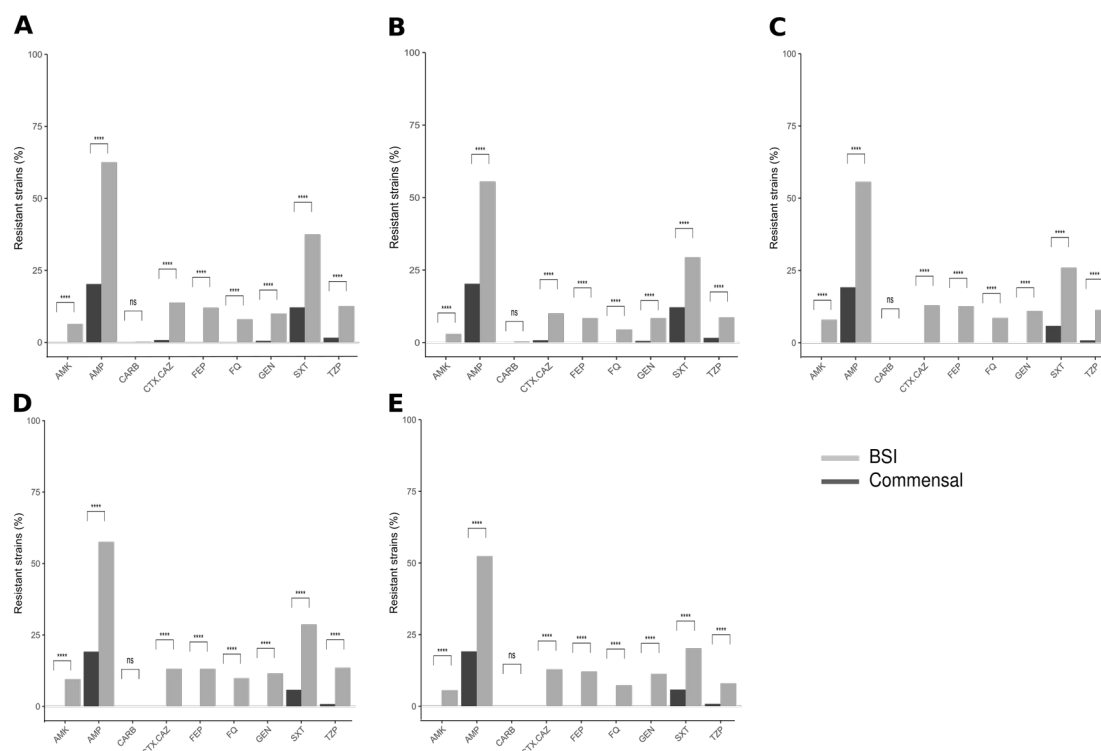 A
Resistant strains (%)
100
75
50
25
0
****
****
ns
****
****
****
****
****
****
AMK
AMP
CARB
CTX.CAZ
FEP
FQ
GEN
SXT
TZP
B
Resistant strains (%)
100
75
50
25
0
****
****
ns
****
****
****
****
****
****
AMK
AMP
CARB
CTX.CAZ
FEP
FQ
GEN
SXT
TZP
C
Resistant strains (%)
100
75
50
25
0
****
****
ns
****
****
****
****
****
****
AMK
AMP
CARB
CTX.CAZ
FEP
FQ
GEN
SXT
TZP
D
Resistant strains (%)
100
75
50
25
0
****
****
ns
****
****
****
****
****
****
AMK
AMP
CARB
CTX.CAZ
FEP
FQ
GEN
SXT
TZP
E
Resistant strains (%)
100
75
50
25
0
****
****
ns
****
****
****
****
****
****
AMK
AMP
CARB
CTX.CAZ
FEP
FQ
GEN
SXT
TZP
BSI
Commensal